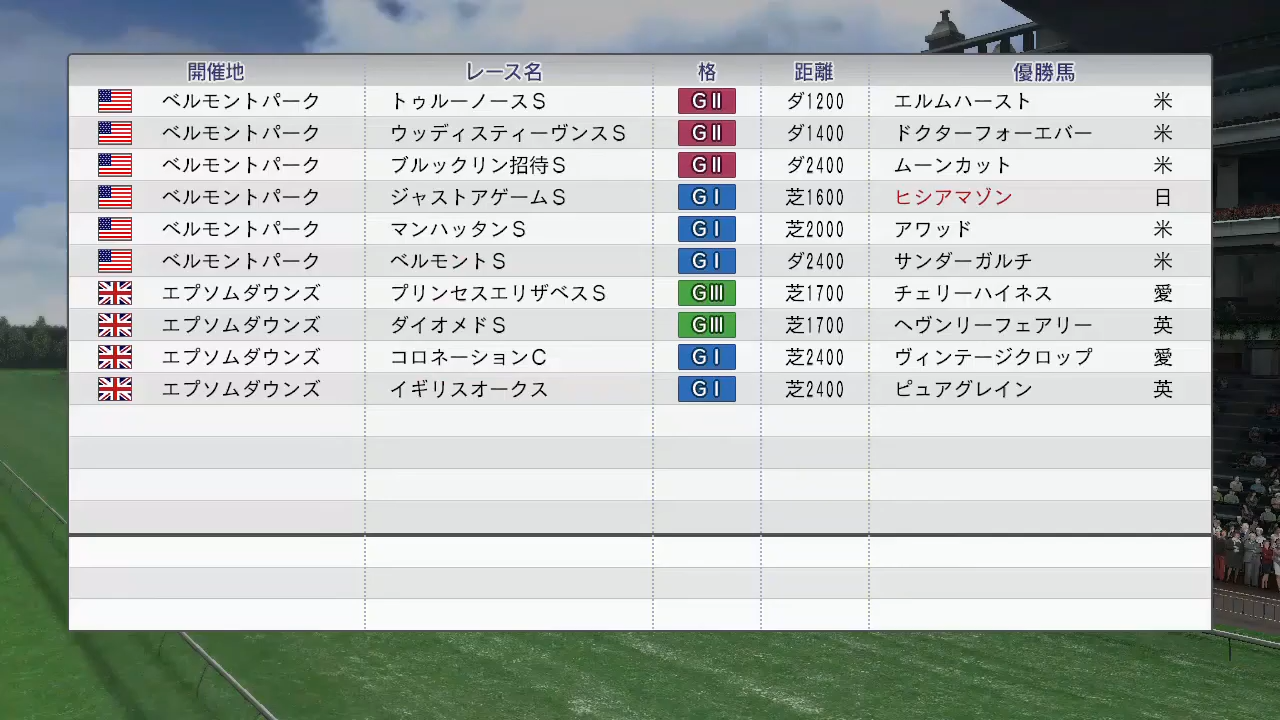 開催地 レース名 格 距離 優勝馬
ベルモントパーク トゥルーノースS GⅡ ダ1200 エルムハースト 米
ベルモントパーク ウッディスティーヴンスS GⅡ ダ1400 ドクターフォーエバー 米
ベルモントパーク ブルックリン招待S GⅡ ダ2400 ムーンカット 米
ベルモントパーク ジャストアゲームS GⅠ 芝1600 ヒシアマゾン 日
ベルモントパーク マンハッタンS GⅠ 芝2000 アワッド 米
ベルモントパーク ベルモントS GⅠ ダ2400 サンダーガルチ 米
エプソムダウンズ プリンセスエリザベスS GⅢ 芝1700 チェリーハイネス 愛
エプソムダウンズ ダイオメドS GⅢ 芝1700 ヘヴンリーフェアリー 英
エプソムダウンズ コロネーションC GⅠ 芝2400 ヴィンテージクロップ 愛
エプソムダウンズ イギリスオークス GⅠ 芝2400 ピュアグレイン 英